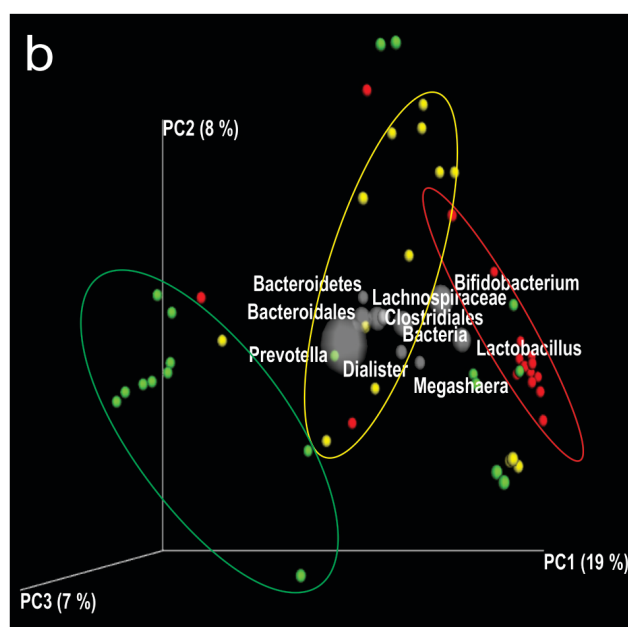 b
PC2 (8 %)
Bacteroidetes
Bifidobacterium
Lachnospiraceae
Bacteroidales
Clostridiales
Bacteria
Lactobacillus
Prevotella
Dialister
Megashaera
PC1 (19 %)
PC3 (7 %)